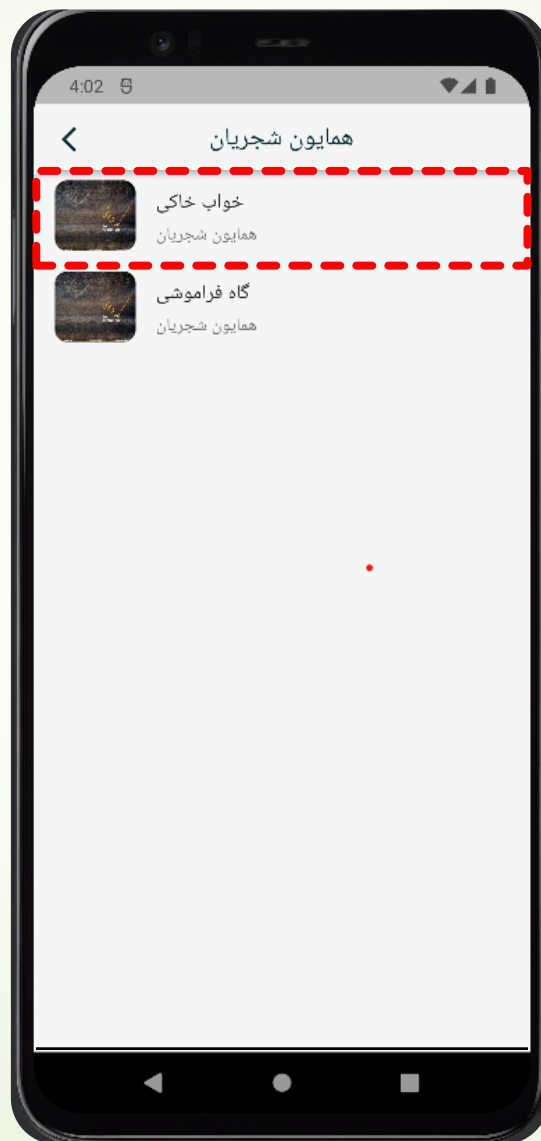 4:02
همایون شجریان
خواب خاکی
همایون شجریان
گاه فراموشی
همایون شجریان